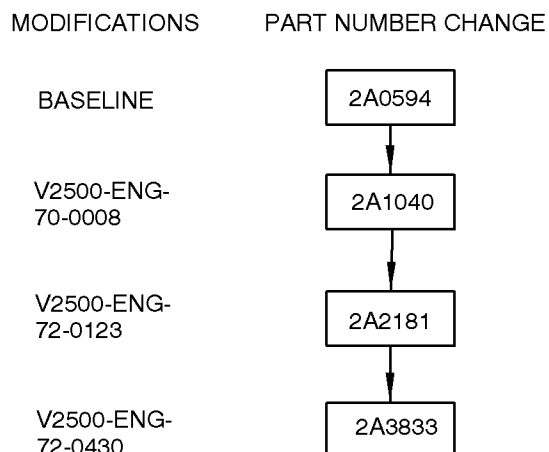 MODIFICATIONS PART NUMBER CHANGE
BASELINE 2A0594
V2500-ENG-
70-0008 2A1040
V2500-ENG-
72-0123 2A2181
V2500-ENG-
72-0430 2A3833